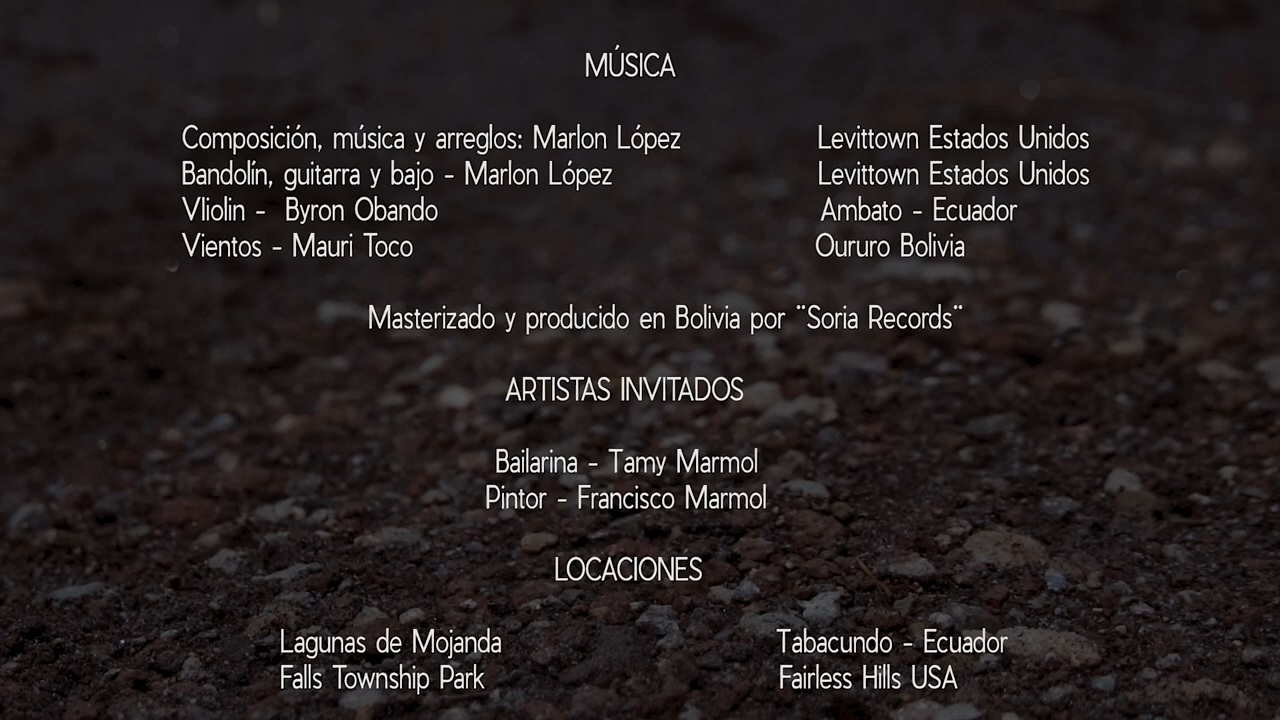 MÚSICA
Composición, música y arreglos: Marlon López Levittown Estados Unidos
Bandolín, guitarra y bajo - Marlon López Levittown Estados Unidos
Vliolin - Byron Obando Ambato - Ecuador
Vientos - Mauri Toco Oururo Bolivia
Masterizado y producido en Bolivia por ¨Soria Records¨
ARTISTAS INVITADOS
Bailarina - Tamy Marmol
Pintor - Francisco Marmol
LOCACIONES
Lagunas de Mojanda Tabacundo - Ecuador
Falls Township Park Fairless Hills USA